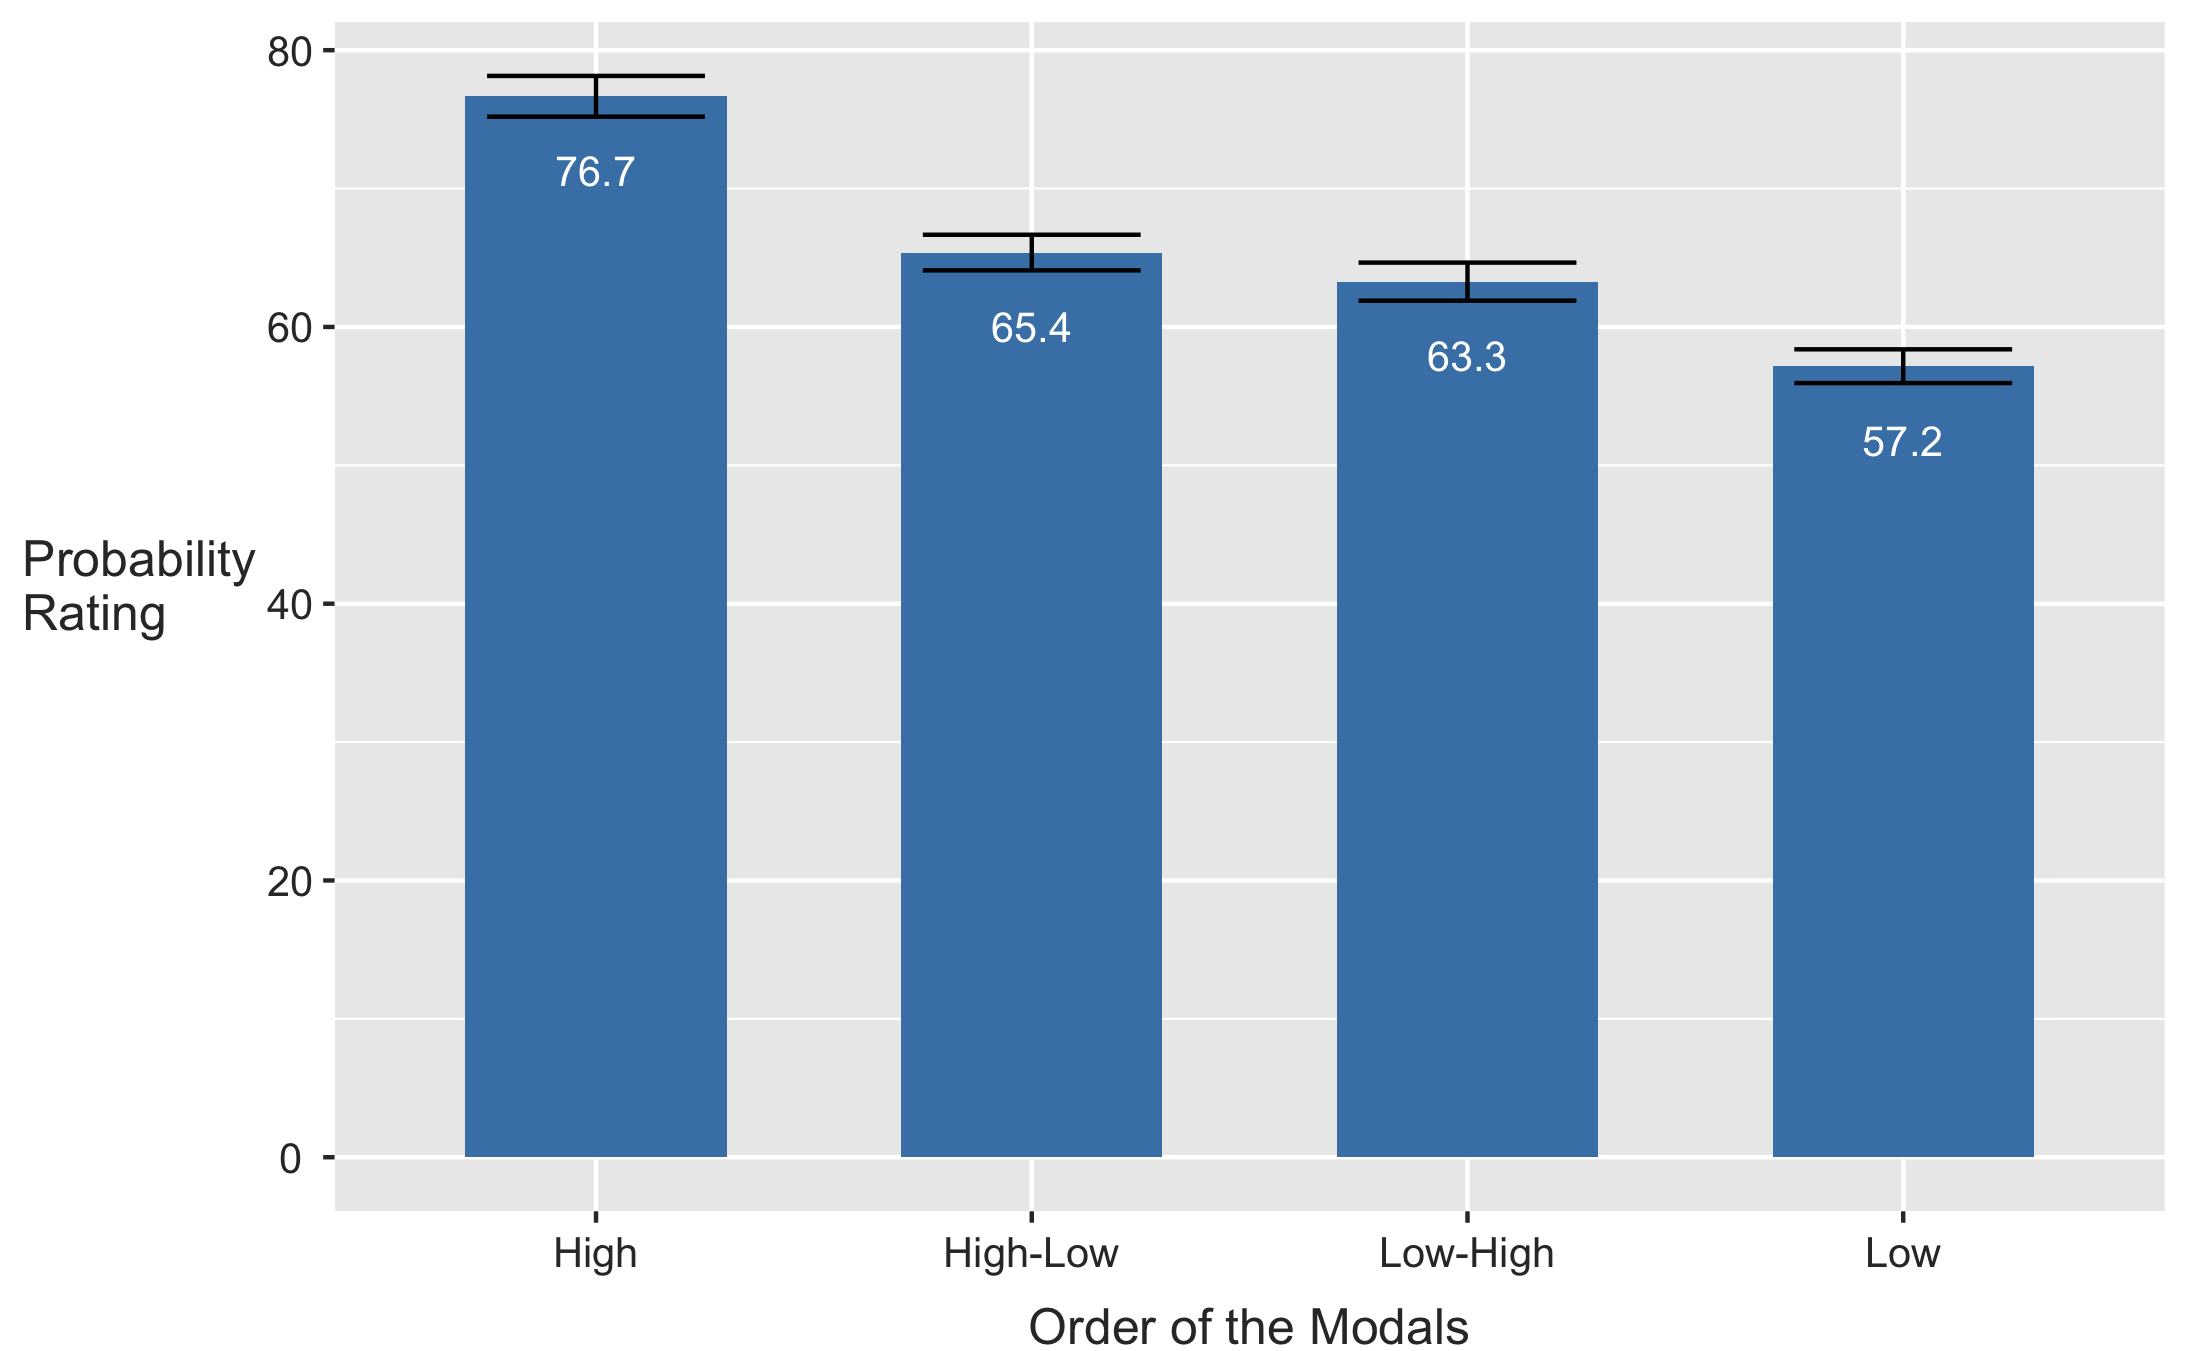 80
76.7
65.4
60
63.3
57.2
Probability
Rating
40
20
0
High
High-Low
Low-High
Low
Order of the Modals